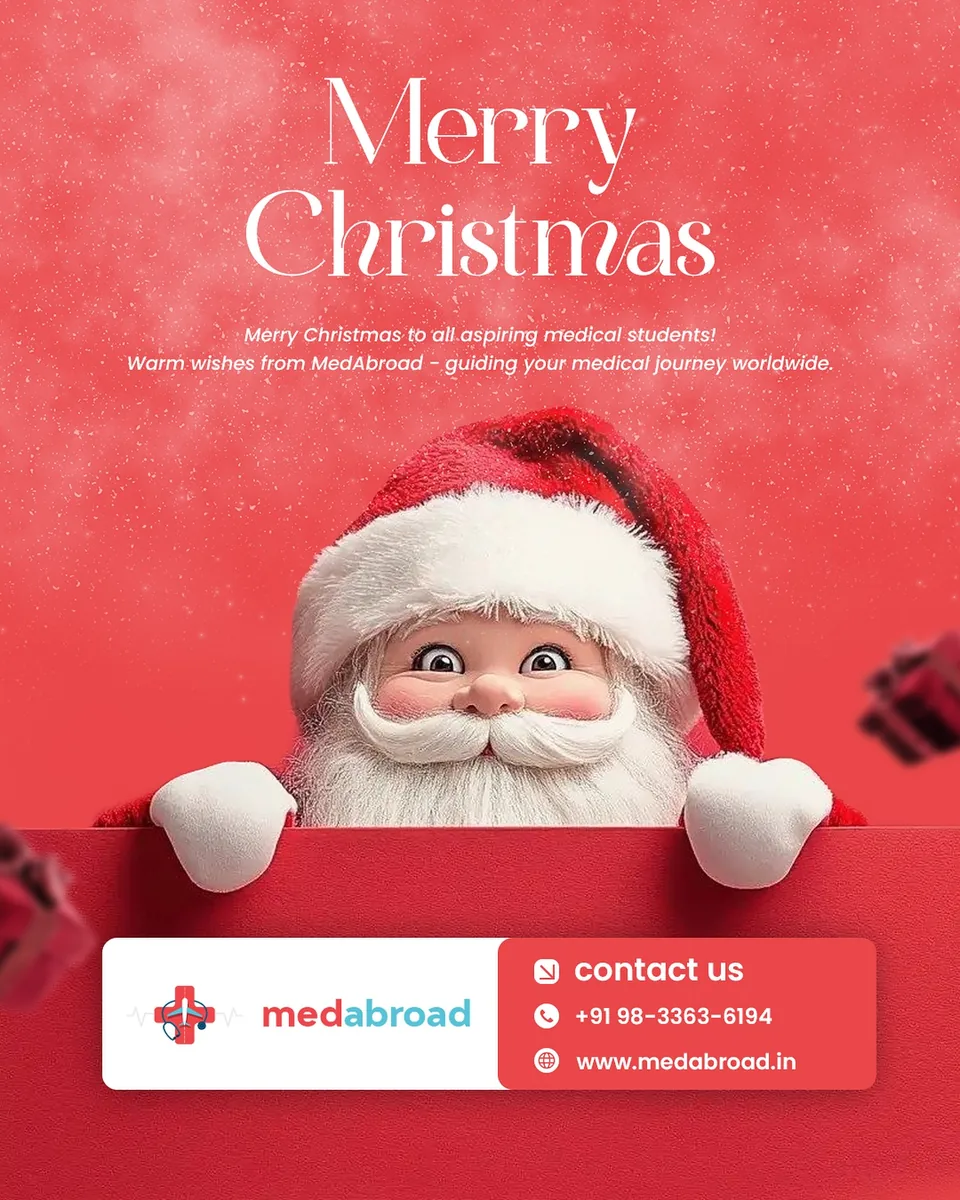 Merry
Christmas
Merry Christmas to all aspiring medical students!
Warm wishes from MedAbroad - guiding your medical journey worldwide.
medabroad
contact us
+91 98-3363-6194
www.medabroad.in